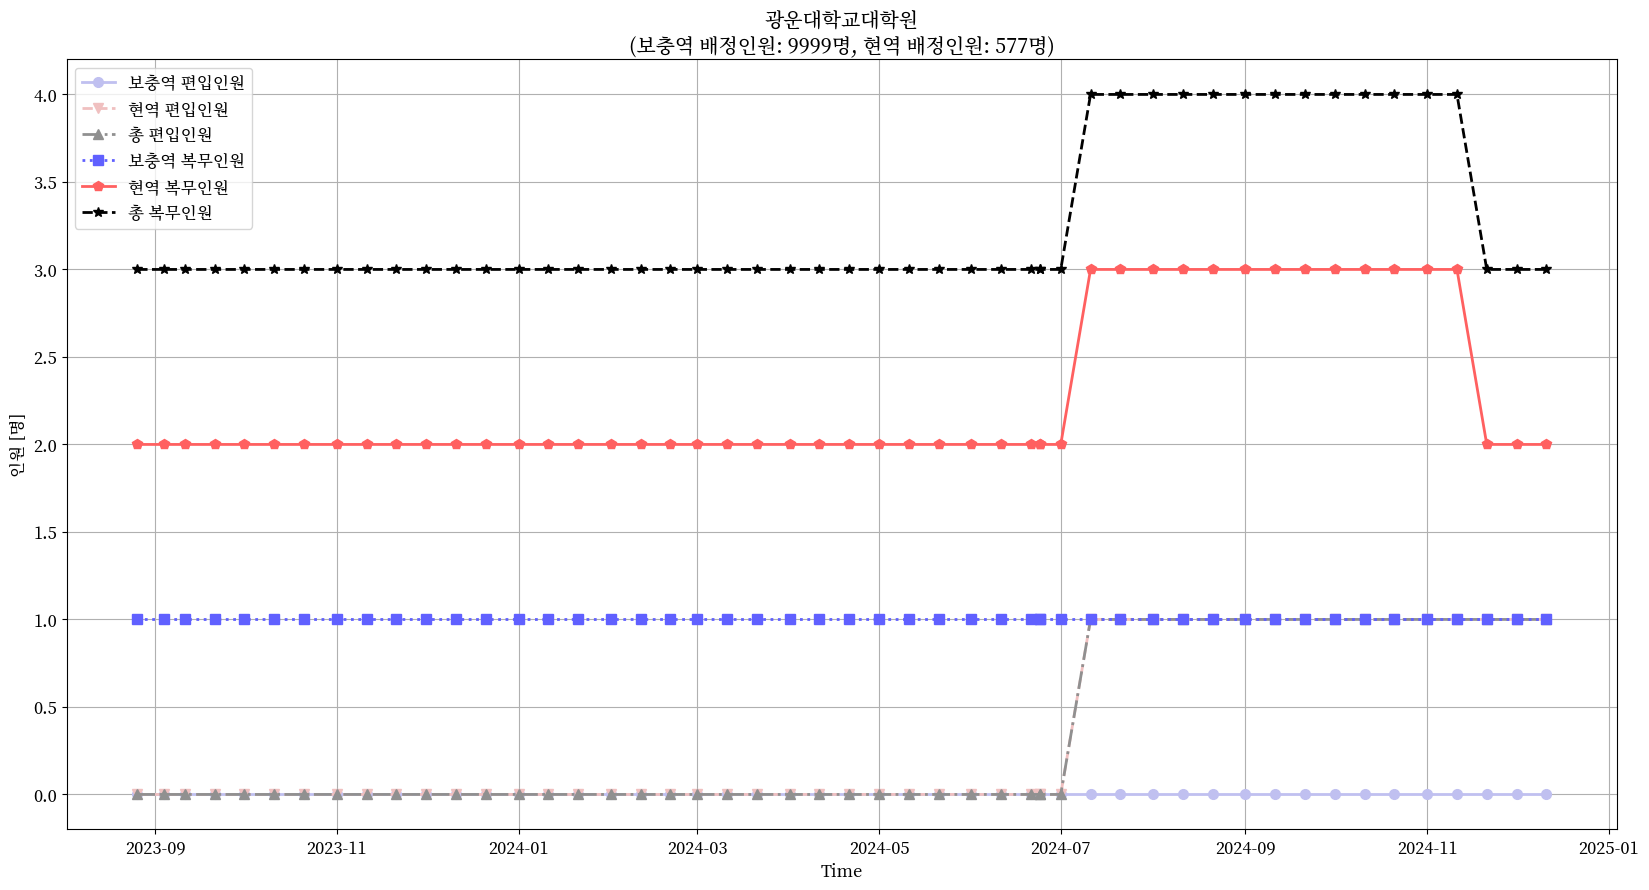 광운대학교대학원
(보충역 배정인원: 9999명, 현역 배정인원: 577명)
보충역 편입인원
현역 편입인원
총 편입인원
보충역 복무인원
현역 복무인원
총 복무인원
4.0
3.5
3.0
2.5
2.0
1.5
1.0
0.5
0.0
인원 [명]
2023-09 2023-11 2024-01 2024-03 2024-05 2024-07 2024-09 2024-11 2025-01
Time